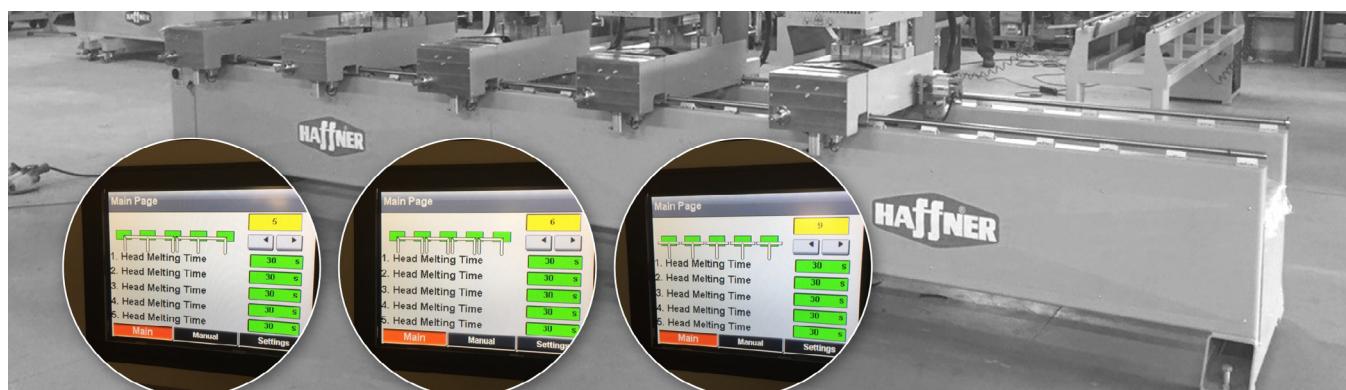 HAffNER
HAffNER
Main Page
5
1. Head Melting Time 30 s
2. Head Melting Time 30 s
3. Head Melting Time 30 s
4. Head Melting Time 30 s
5. Head Melting Time 30 s
Main Manual Settings
Main Page
6
1. Head Melting Time 30 s
2. Head Melting Time 30 s
3. Head Melting Time 30 s
4. Head Melting Time 30 s
5. Head Melting Time 30 s
Main Manual Settings
Main Page
9
1. Head Melting Time 30 s
2. Head Melting Time 30 s
3. Head Melting Time 30 s
4. Head Melting Time 30 s
5. Head Melting Time 30 s
Main Manual Settings
HAffNER